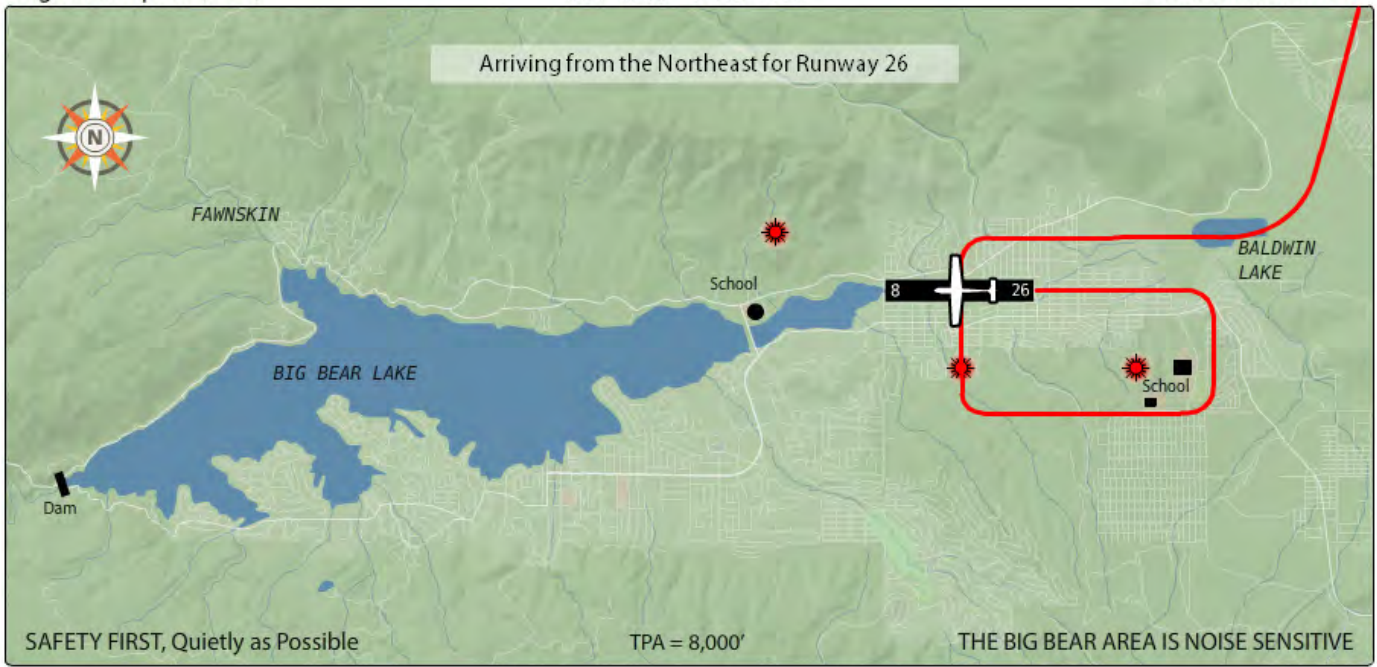 Arriving from the Northeast for Runway 26
N
FAWNSKIN
BALDWIN
LAKE
School
8
26
BIG BEAR LAKE
School
Dam
SAFETY FIRST, Quietly as Possible
TPA = 8,000’
THE BIG BEAR AREA IS NOISE SENSITIVE